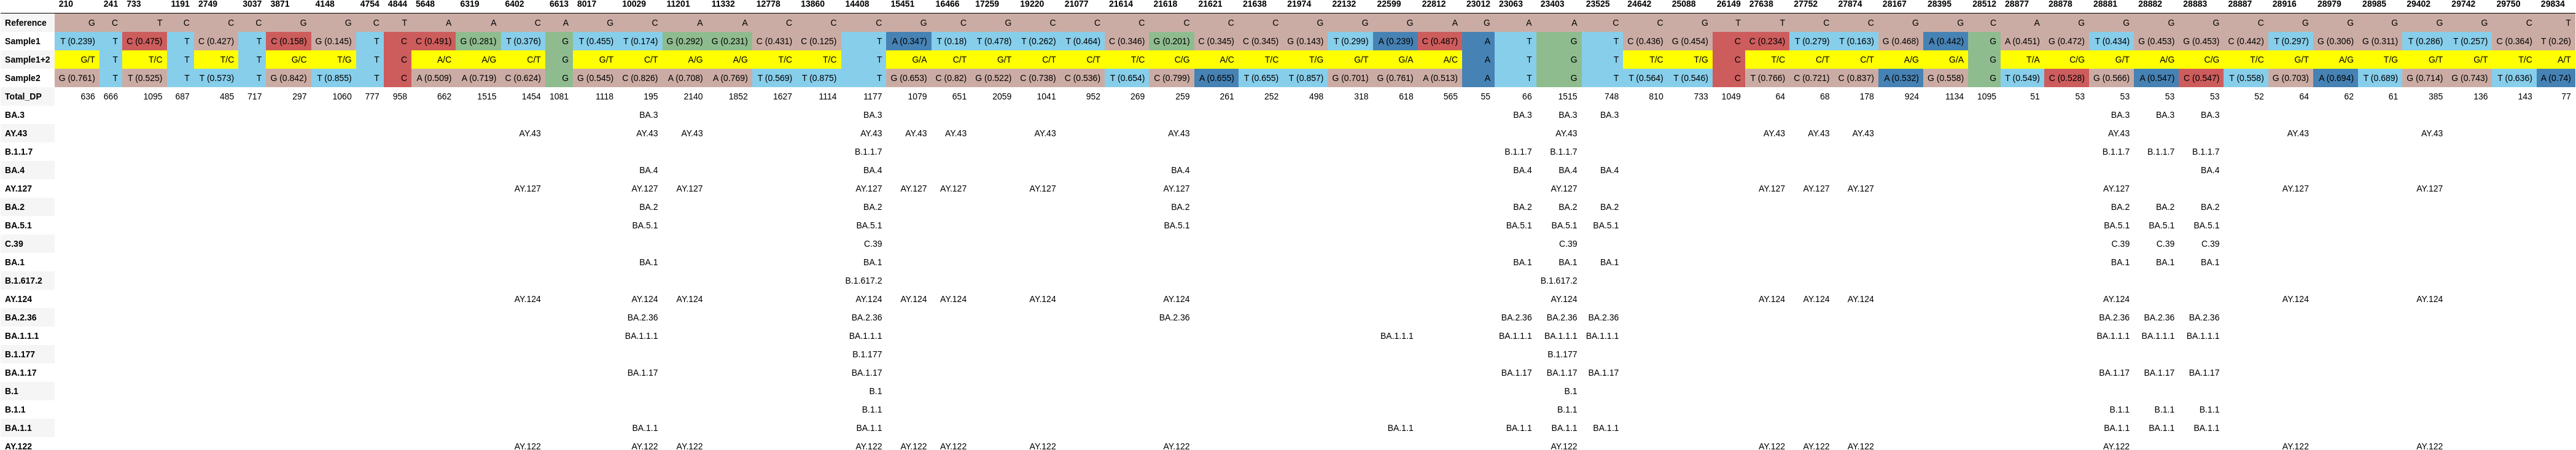 210 241 733 1191 2749 3037 3871 4148 4754 4844 5648 6319 6402 6613 8017 10029 11201 11332 12778 13860 14408 15451 16466 17259 19220 21077 21614 21618 21621 21638 21974 22132 22599 22812 23012 23063 23403 23525 24642 25088 26149 27638 27752 27874 28167 28395 28512 28877 28878 28881 28882 28883 28887 28916 28979 28985 29402 29742 29750 29834
Reference G C T C C C G G C T A A C A G C A A C C C G C G C C C C C C G G G A G A A C C G T T C C G G C A G G G G C G G G G G C T
Sample1 T (0.239) T C (0.475) T C (0.427) T C (0.158) G (0.145) T C C (0.491) G (0.281) T (0.376) G T (0.455) T (0.174) G (0.292) G (0.231) C (0.431) C (0.125) T A (0.347) T (0.18) T (0.478) T (0.262) T (0.464) C (0.346) G (0.201) C (0.345) C (0.345) G (0.143) T (0.299) A (0.239) C (0.487) A T G T C (0.436) G (0.454) C C (0.234) T (0.279) T (0.163) G (0.468) A (0.442) G A (0.451) G (0.472) T (0.434) G (0.453) G (0.453) C (0.442) T (0.297) G (0.306) G (0.311) T (0.286) T (0.257) C (0.364) T (0.26)
Sample1+2 G/T T T/C T T/C T G/C T/G T C A/C A/G C/T G G/T C/T A/G A/G T/C T/C T G/A C/T G/T C/T C/T T/C C/G A/C T/C T/G G/T G/A A/C A T G T T/C T/G C T/C C/T C/T A/G G/A G T/A C/G G/T A/G C/G T/C G/T A/G T/G G/T G/T T/C A/T
Sample2 G (0.761) T T (0.525) T T (0.573) T G (0.842) T (0.855) T C A (0.509) A (0.719) C (0.624) G G (0.545) C (0.826) A (0.708) A (0.769) T (0.569) T (0.875) T G (0.653) C (0.82) G (0.522) C (0.738) C (0.536) T (0.654) C (0.799) A (0.655) T (0.655) T (0.857) G (0.701) G (0.761) A (0.513) A T G T T (0.564) T (0.546) C T (0.766) C (0.721) C (0.837) A (0.532) G (0.558) G T (0.549) C (0.528) G (0.566) A (0.547) C (0.547) T (0.558) G (0.703) A (0.694) T (0.689) G (0.714) G (0.743) T (0.636) A (0.74)
Total_DP 636 666 1095 687 485 717 297 1060 777 958 662 1515 1454 1081 1118 195 2140 1852 1627 1114 1177 1079 651 2059 1041 952 269 259 261 252 498 318 618 565 55 66 1515 748 810 733 1049 64 68 178 924 1134 1095 51 53 53 53 53 52 64 62 61 385 136 143 77
BA.3 BA.3 BA.3 BA.3 BA.3 BA.3 BA.3 BA.3 BA.3
AY.43 AY.43 AY.43 AY.43 AY.43 AY.43 AY.43 AY.43 AY.43 AY.43 AY.43 AY.43 AY.43 AY.43 AY.43 AY.43
B.1.1.7 B.1.1.7 B.1.1.7 B.1.1.7 B.1.1.7 B.1.1.7 B.1.1.7
BA.4 BA.4 BA.4 BA.4 BA.4 BA.4 BA.4 BA.4
AY.127 AY.127 AY.127 AY.127 AY.127 AY.127 AY.127 AY.127 AY.127 AY.127 AY.127 AY.127 AY.127 AY.127 AY.127 AY.127
BA.2 BA.2 BA.2 BA.2 BA.2 BA.2 BA.2 BA.2 BA.2 BA.2
BA.5.1 BA.5.1 BA.5.1 BA.5.1 BA.5.1 BA.5.1 BA.5.1 BA.5.1 BA.5.1 BA.5.1
C.39 C.39 C.39 C.39 C.39 C.39
BA.1 BA.1 BA.1 BA.1 BA.1 BA.1 BA.1 BA.1 BA.1
B.1.617.2 B.1.617.2 B.1.617.2
AY.124 AY.124 AY.124 AY.124 AY.124 AY.124 AY.124 AY.124 AY.124 AY.124 AY.124 AY.124 AY.124 AY.124 AY.124 AY.124
BA.2.36 BA.2.36 BA.2.36 BA.2.36 BA.2.36 BA.2.36 BA.2.36 BA.2.36 BA.2.36 BA.2.36
BA.1.1.1 BA.1.1.1 BA.1.1.1 BA.1.1.1 BA.1.1.1 BA.1.1.1 BA.1.1.1 BA.1.1.1 BA.1.1.1 BA.1.1.1
B.1.177 B.1.177 B.1.177
BA.1.17 BA.1.17 BA.1.17 BA.1.17 BA.1.17 BA.1.17 BA.1.17 BA.1.17 BA.1.17
B.1 B.1 B.1
B.1.1 B.1.1 B.1.1 B.1.1 B.1.1 B.1.1
BA.1.1 BA.1.1 BA.1.1 BA.1.1 BA.1.1 BA.1.1 BA.1.1 BA.1.1 BA.1.1 BA.1.1
AY.122 AY.122 AY.122 AY.122 AY.122 AY.122 AY.122 AY.122 AY.122 AY.122 AY.122 AY.122 AY.122 AY.122 AY.122 AY.122